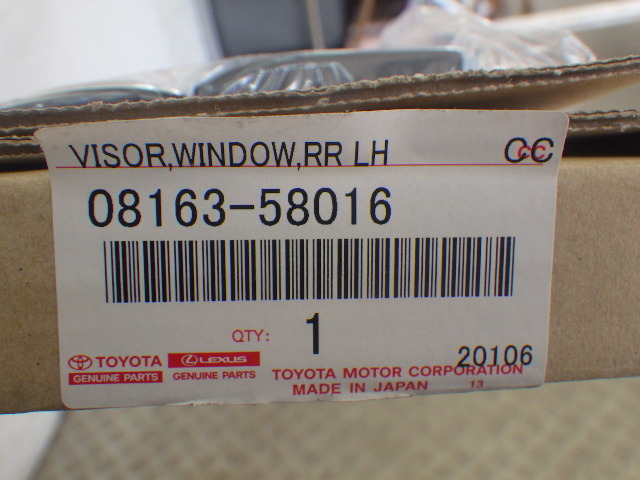 VISOR,WINDOW,RR LH CC
CC
08163-58016
QTY: 1
TOYOTA LEXUS
GENUINE PARTS GENUINE PARTS
20106
TOYOTA MOTOR CORPORATION
MADE IN JAPAN 13